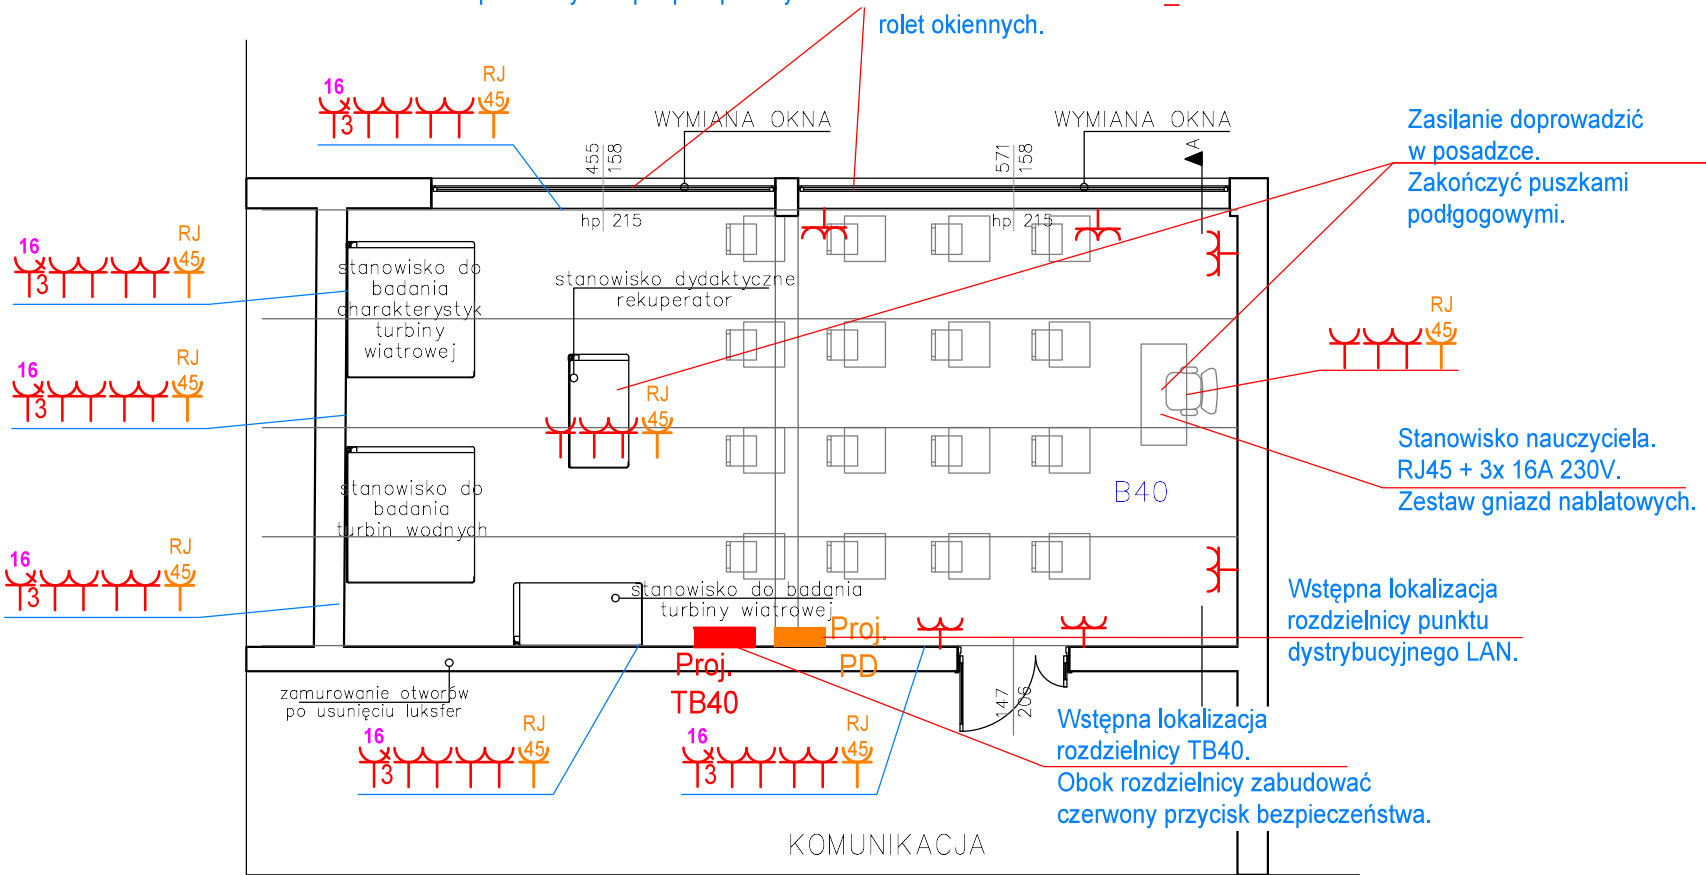 rolet okiennych.
RJ
45
16
3
WYMIANA OKNA
WYMIANA OKNA
455
158
571
158
A
Zasilanie doprowadzić
w posadzce.
Zakończyć puszkami
podłgogowymi.
hp 215
hp 215
RJ
45
16
3
stanowisko do
badania
charakterystyk
turbiny
wiatrowej
stanowisko dydaktyczne
rekuperator
RJ
45
RJ
45
16
3
RJ
45
Stanowisko nauczyciela.
RJ45 + 3x 16A 230V.
Zestaw gniazd nablatowych.
B40
stanowisko do
badania
turbin wodnych
RJ
45
16
3
stanowisko do badania
turbiny wiatrowej
Wstępna lokalizacja
rozdzielnicy punktu
dystrybucyjnego LAN.
Proj.
PD
Proj.
TB40
zamurowanie otworów
po usunięciu luksfer
147
206
RJ
45
16
3
RJ
45
16
3
Wstępna lokalizacja
rozdzielnicy TB40.
Obok rozdzielnicy zabudować
czerwony przycisk bezpieczeństwa.
KOMUNIKACJA